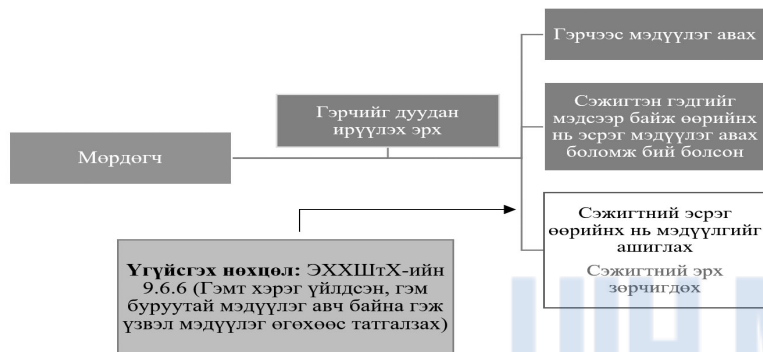 Гэрчээс мэдүүлэг авах
Гэрчийг дуудан
ирүүлэх эрх
Сэжигтэн гэдгийг
мэдсээр байж өөрийнх
нь эсрэг мэдүүлэг авах
боломж бий болсон
Мөрдөгч
Сэжигтний эсрэг
өөрийнх нь мэдүүлгийг
ашиглах
Сэжигтний эрх
зөрчигдөх
Үгүйсгэх нөхцөл: ЭХХШтХ-ийн
9.6.6 (Гэмт хэрэг үйлдсэн, гэм
буруутай мэдүүлэг авч байна гэж
үзвэл мэдүүлэг өгөхөөс татгалзах)